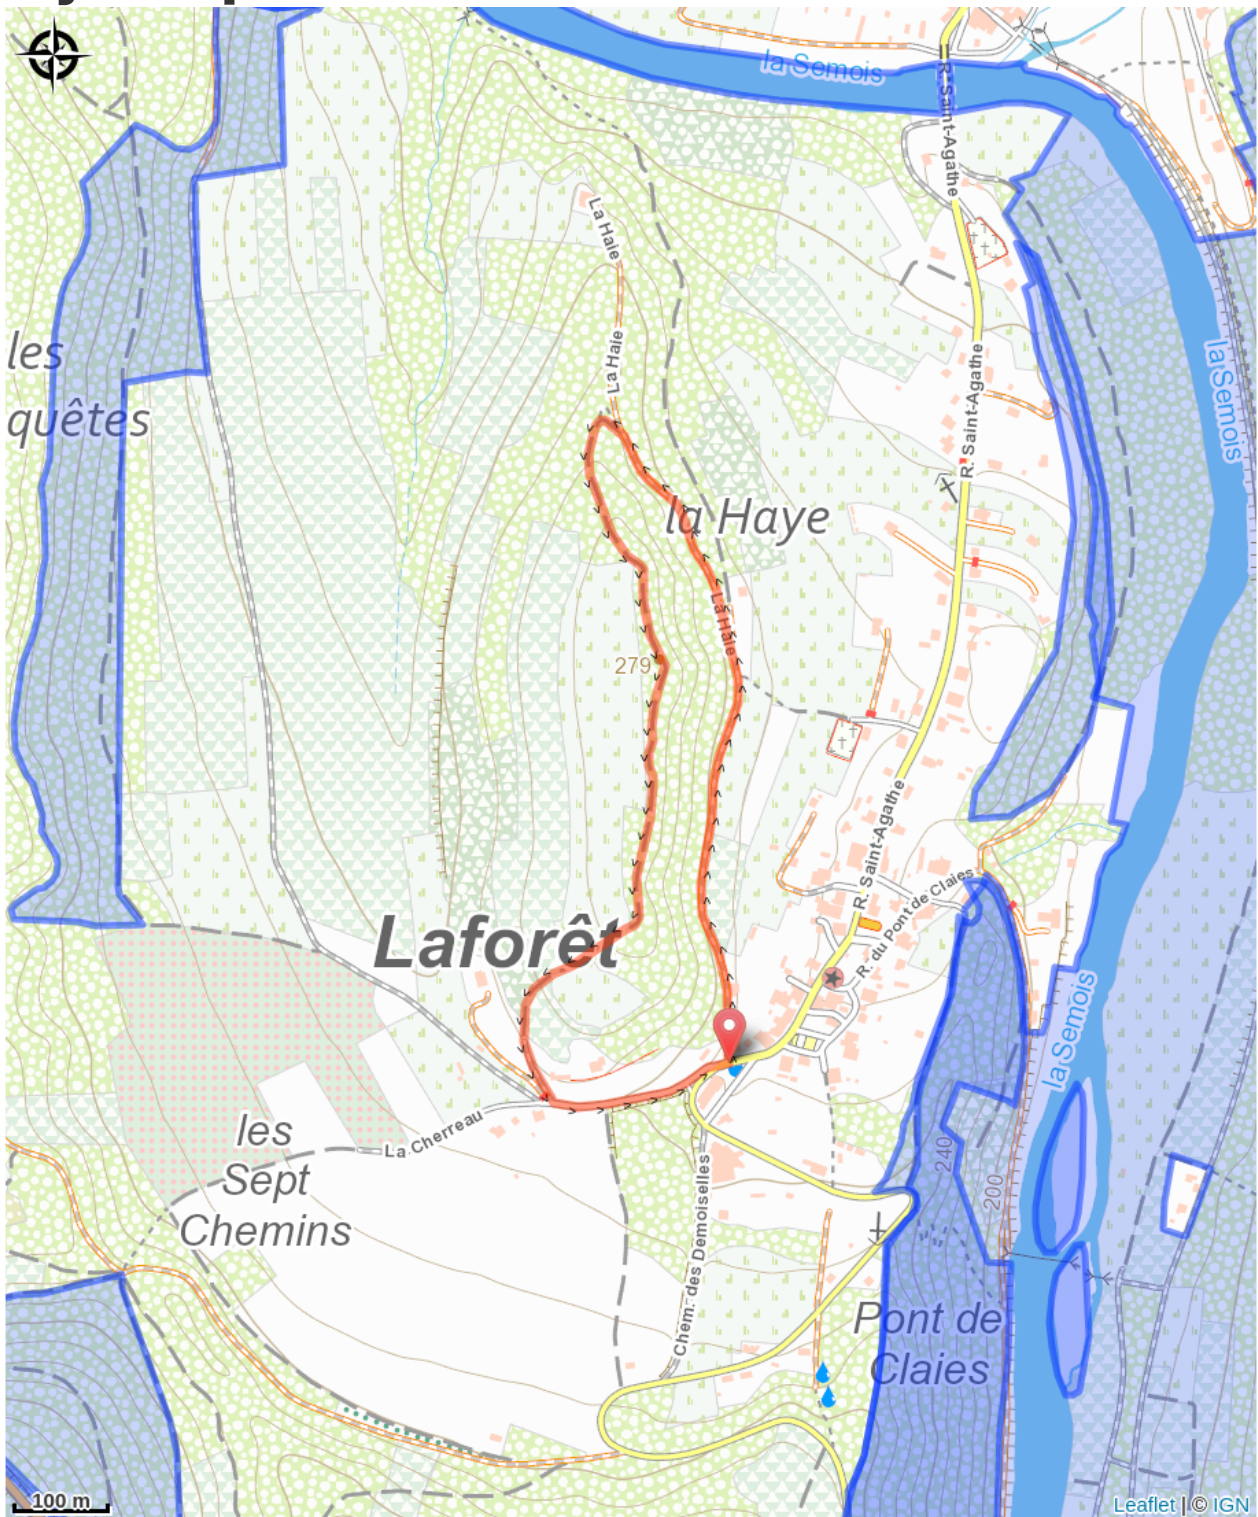 la Semois
R. Saint-Agathe
La Haie
les
quêtes
La Haie
R. Saint-Agathe
la Semois
la Haye
La Haie
279
R. Saint-Agathe
R. du Pont de Claies
Laforêt
la Semois
les
Sept
Chemins
La Cherreau
240
200
Chem. des Demoiselles
Pont de
Claies
100 m
Leaflet | © IGN